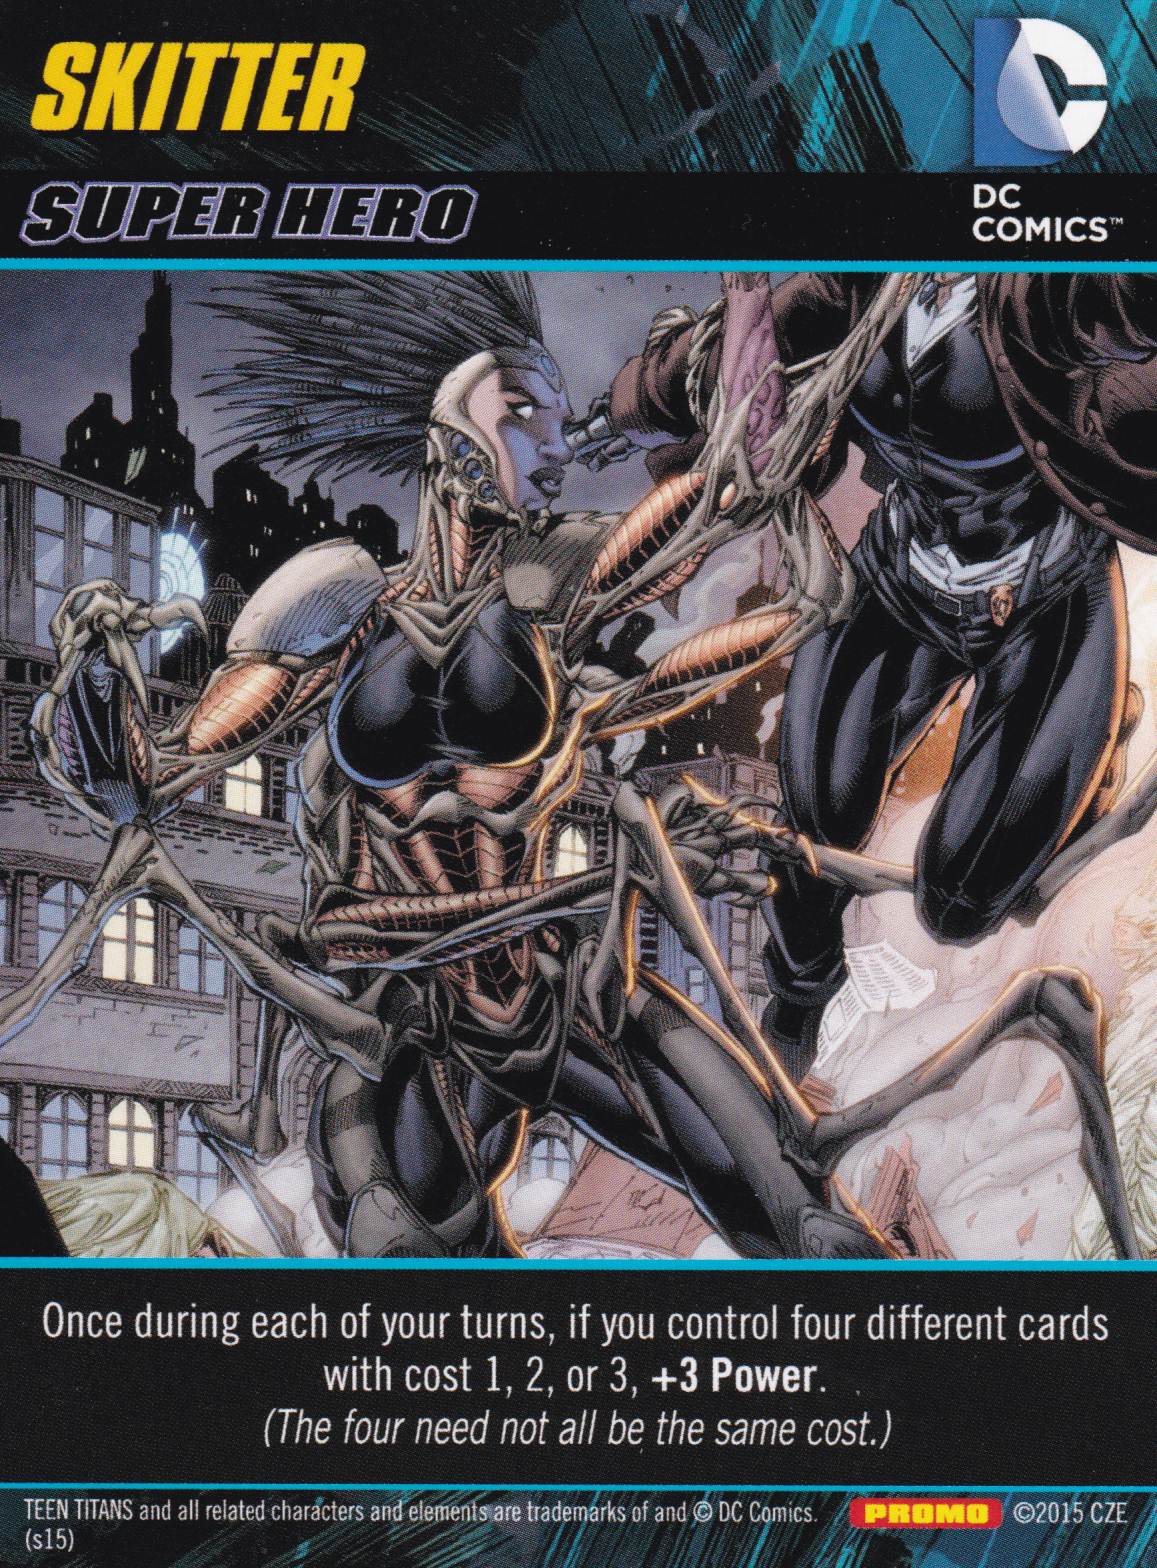 SKITTER
SUPER HERO
DC
COMICS™
Once during each of your turns, if you control four different cards
with cost 1, 2, or 3, +3 Power.
(The four need not all be the same cost.)
TEEN TITANS and all related characters and elements are trademarks of and © DC Comics.
(s15)
PROMO ©2015 CZE